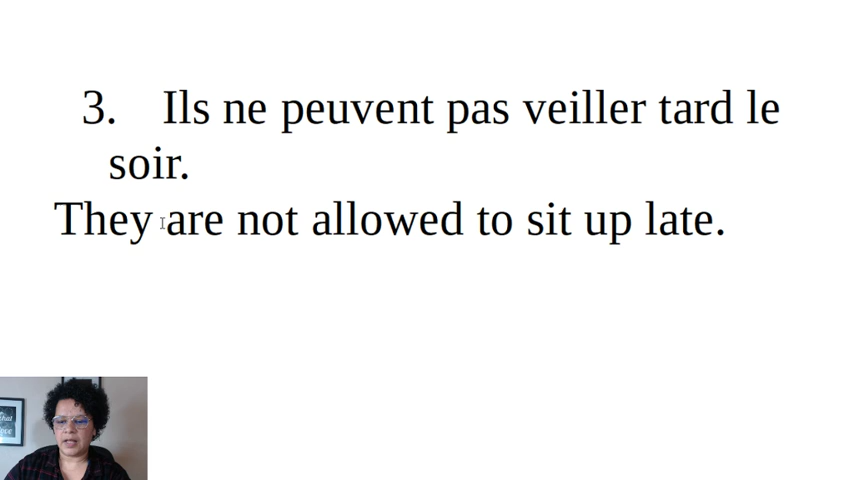 3. Ils ne peuvent pas veiller tard le
soir.
They are not allowed to sit up late.